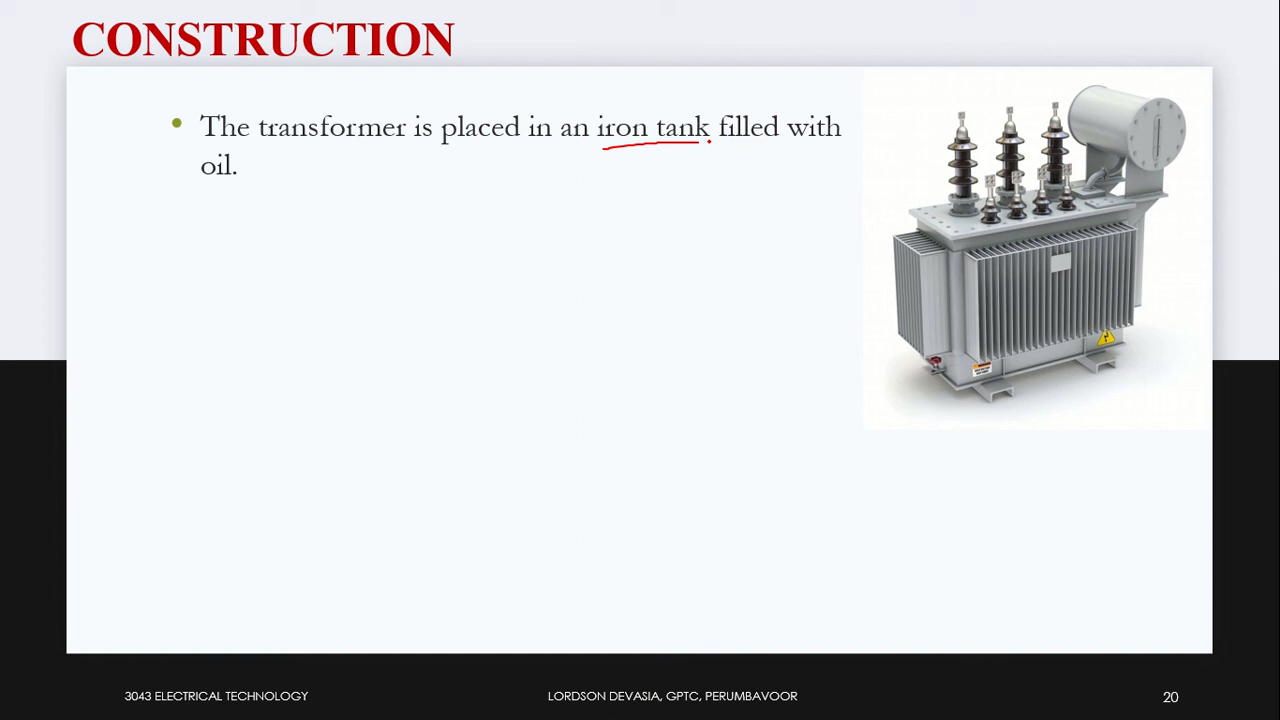 CONSTRUCTION
• The transformer is placed in an iron tank filled with
oil.
3043 ELECTRICAL TECHNOLOGY
LORDSON DEVASIA, GPTC, PERUMBAVOOR
20